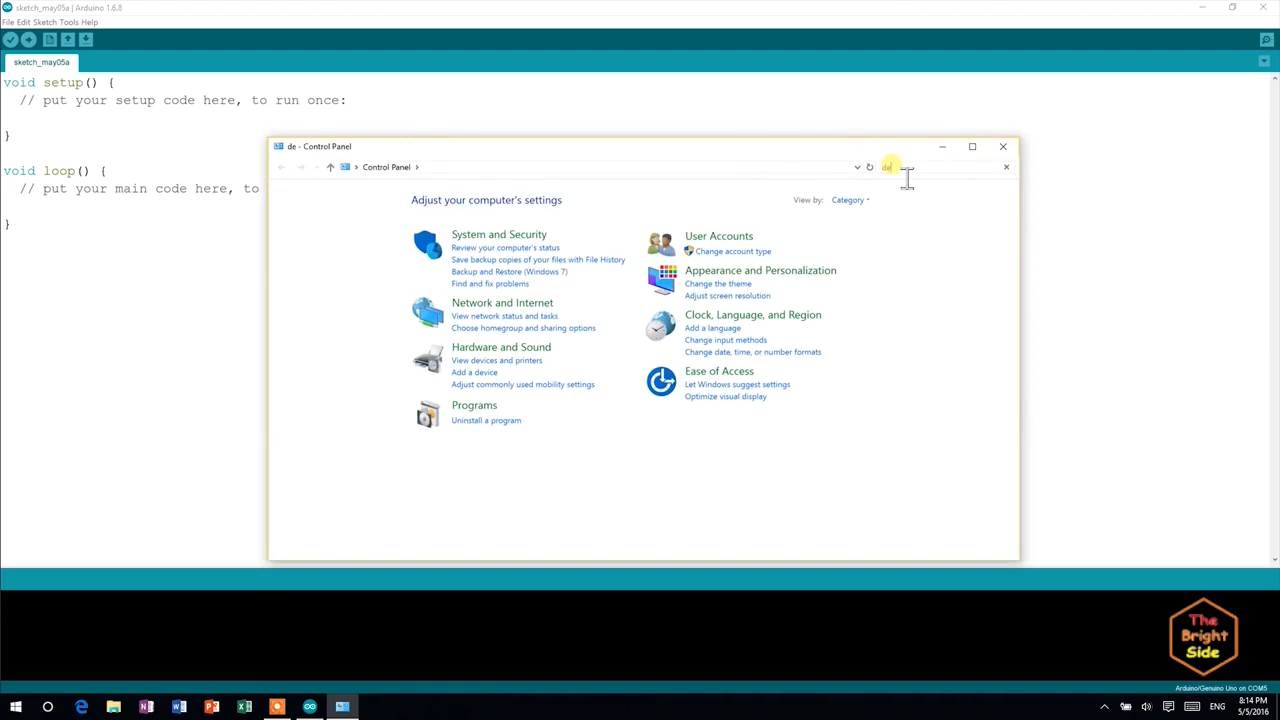 sketch_may05a | Arduino 1.6.8
File Edit Sketch Tools Help
sketch_may05a
void setup() {
// put your setup code here, to run once:
}
void loop() {
// put your main code here, to
}
de - Control Panel
Control Panel
de
Adjust your computer's settings
View by: Category
System and Security
Review your computer's status
Save backup copies of your files with File History
Backup and Restore (Windows 7)
Find and fix problems
Network and Internet
View network status and tasks
Choose homegroup and sharing options
Hardware and Sound
View devices and printers
Add a device
Adjust commonly used mobility settings
Programs
Uninstall a program
User Accounts
Change account type
Appearance and Personalization
Change the theme
Adjust screen resolution
Clock, Language, and Region
Add a language
Change input methods
Change date, time, or number formats
Ease of Access
Let Windows suggest settings
Optimize visual display
The
Bright
Side
Arduino/Genuino Uno on COM5
ENG
8:14 PM
5/5/2016